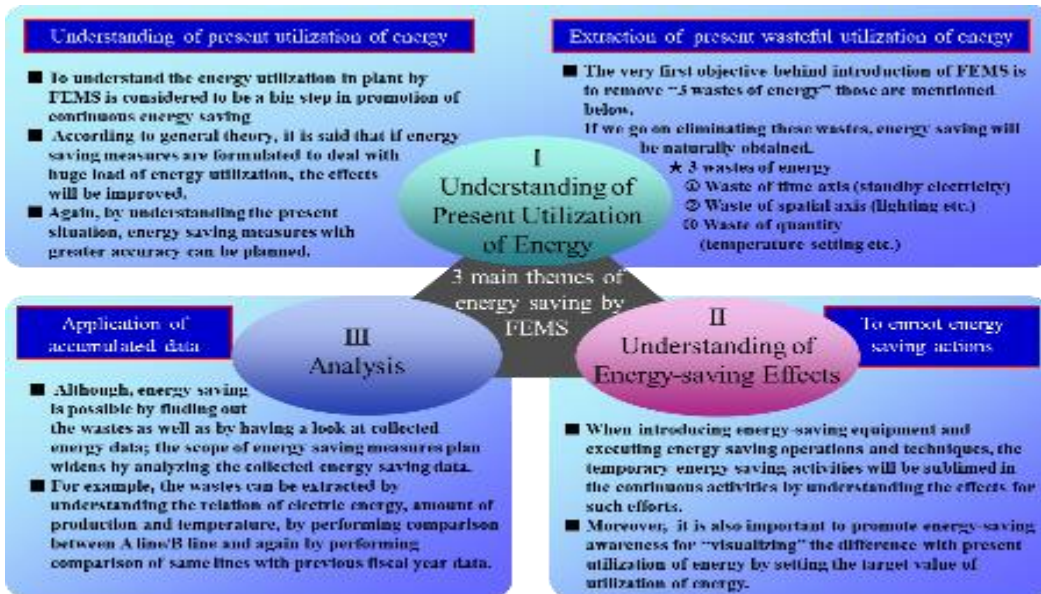 Understanding of present utilization of energy
■ To understand the energy utilization in plant by
FEMS is considered to be a big step in promotion of
continuous energy saving
■ According to general theory, it is said that if energy
saving measures are formulated to deal with
huge load of energy utilization, the effects
will be improved.
■ Again, by understanding the present
situation, energy saving measures with
greater accuracy can be planned.
Extraction of present wasteful utilization of energy
■ The very first objective behind introduction of FEMS is
to remove "3 wastes of energy" those are mentioned
below.
If we go on eliminating these wastes, energy saving will
be naturally obtained.
★ 3 wastes of energy
① Waste of time axis (standby electricity)
② Waste of spatial axis (lighting etc.)
③ Waste of quantity
(temperature setting etc.)
I
Understanding of
Present Utilization
of Energy
3 main themes of
energy saving by
FEMS
Application of
accumulated data
III
Analysis
■ Although, energy saving
is possible by finding out
the wastes as well as by having a look at collected
energy data; the scope of energy saving measures plan
widens by analyzing the collected energy saving data.
■ For example, the wastes can be extracted by
understanding the relation of electric energy, amount of
production and temperature, by performing comparison
between A line/B line and again by performing
comparison of same lines with previous fiscal year data.
II
Understanding of
Energy-saving Effects
To enroot energy
saving actions
■ When introducing energy-saving equipment and
executing energy saving operations and techniques, the
temporary energy saving activities will be sublimed in
the continuous activities by understanding the effects for
such efforts.
■ Moreover, it is also important to promote energy-saving
awareness for "visualizing" the difference with present
utilization of energy by setting the target value of
utilization of energy.